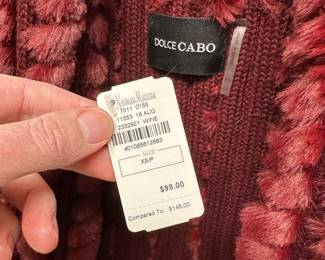 DOLCE CABO
Neiman Marcus
7011 0155
11553 18 AUG
2332921 WINE
401085812883
SIZE
XS/P
$99.00
Compared To: $148.00